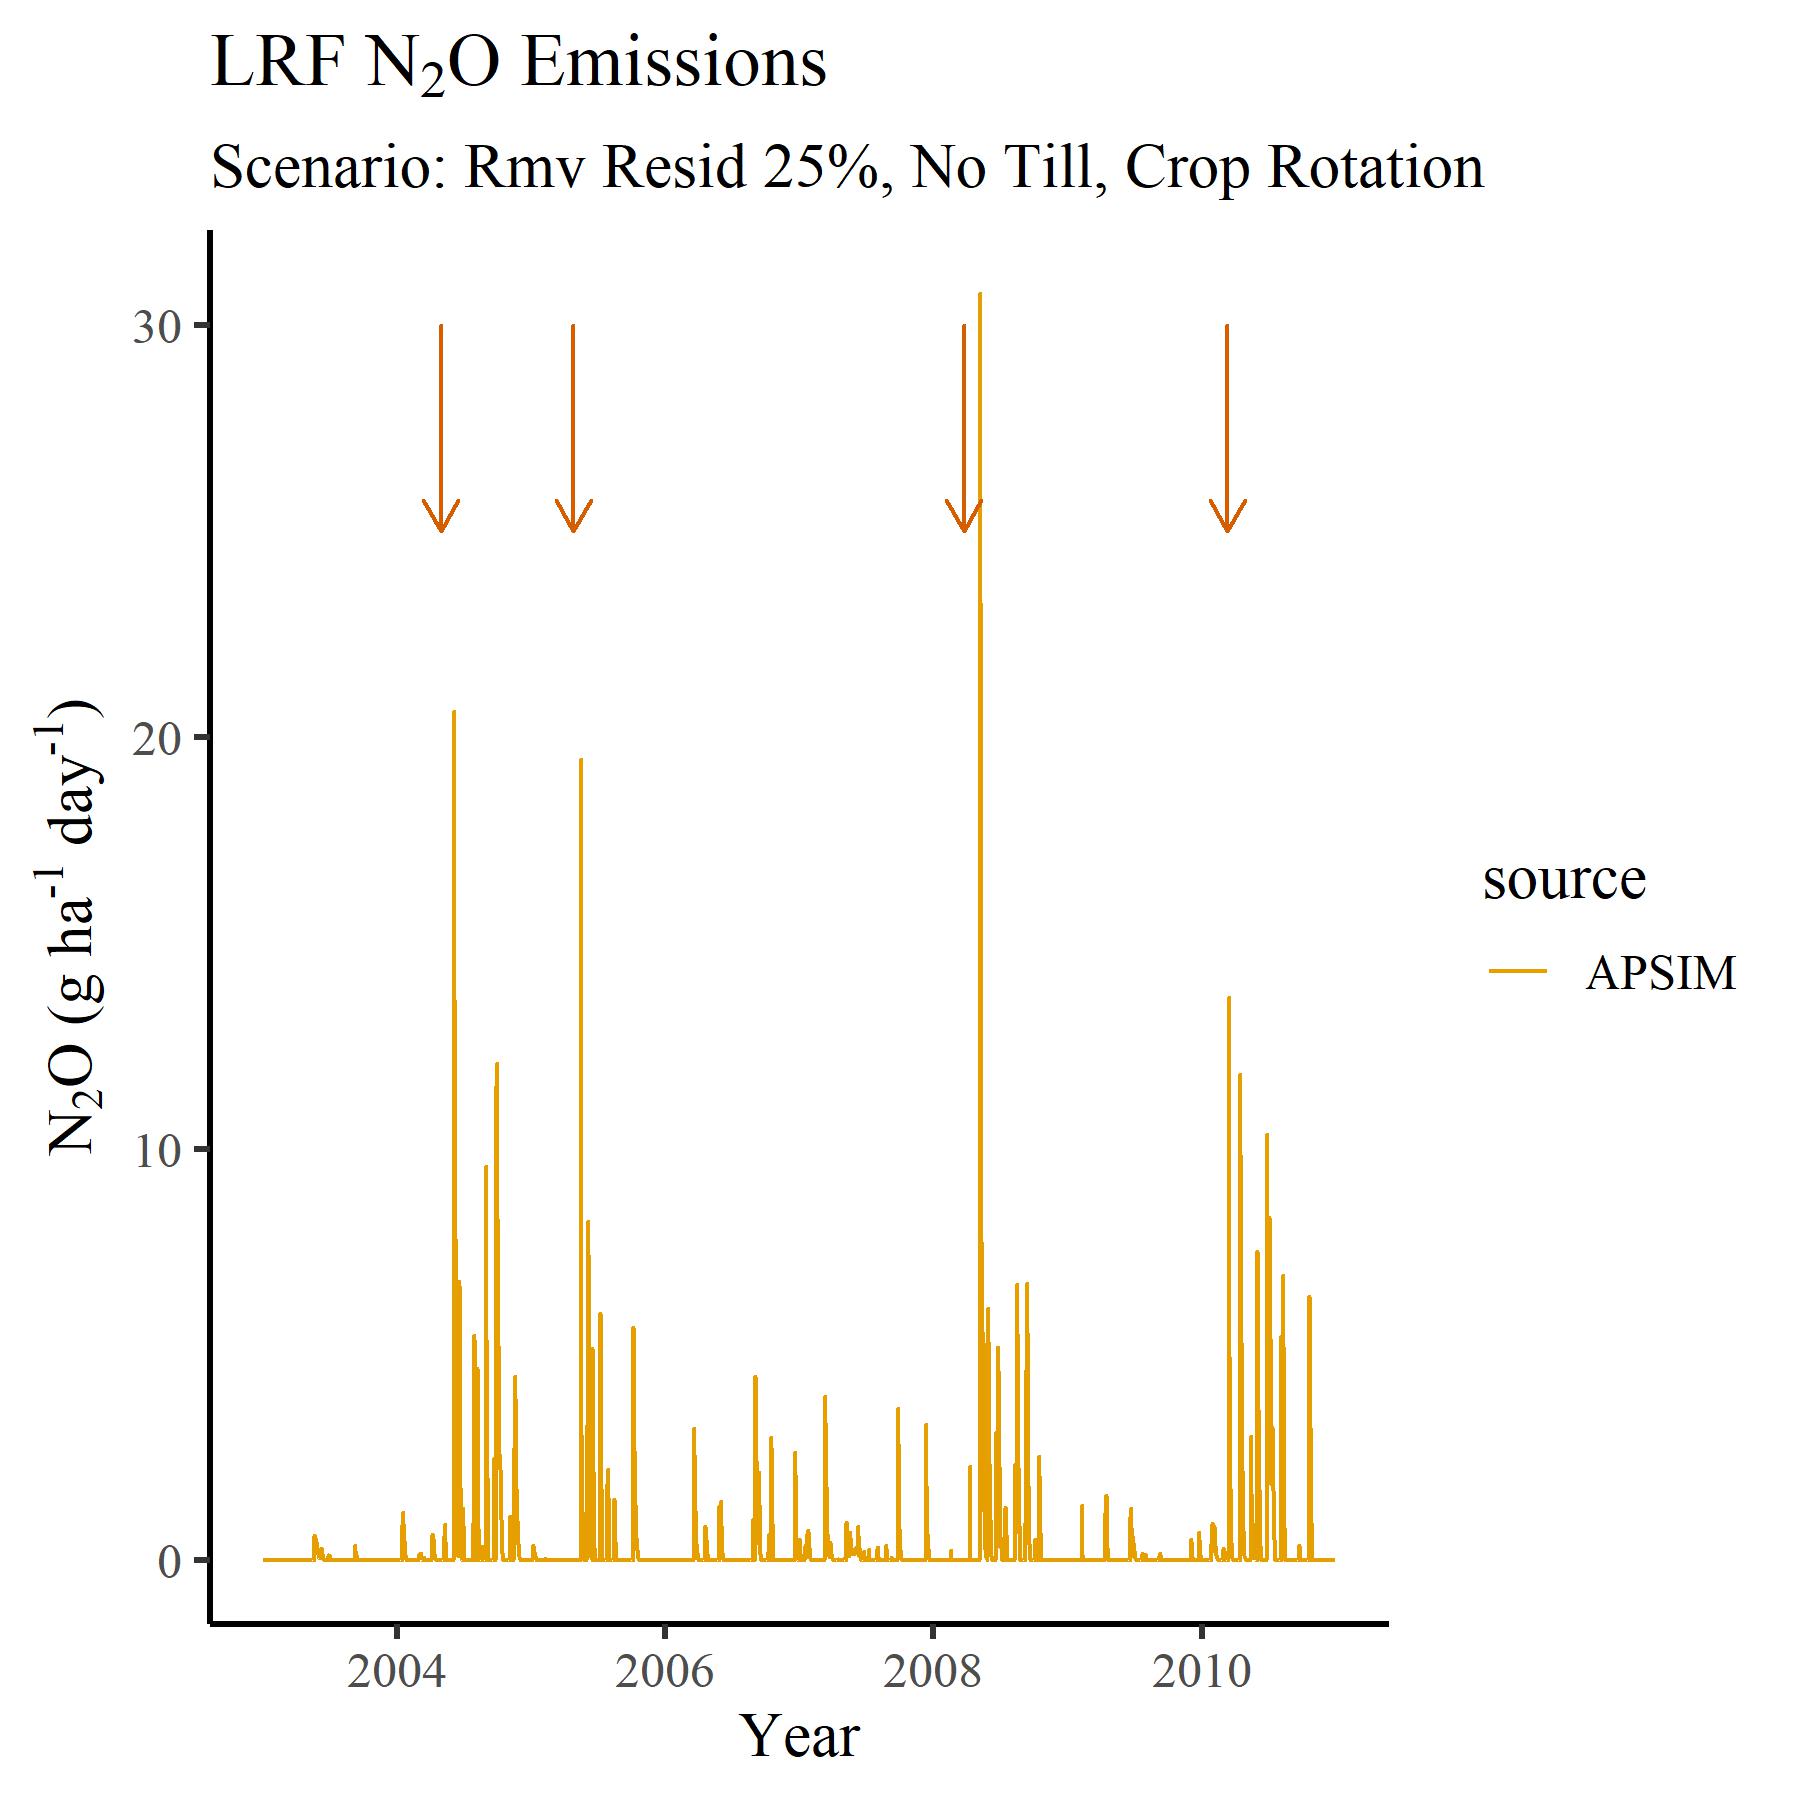 LRF N₂O Emissions
Scenario: Rmv Resid 25%, No Till, Crop Rotation
N₂O (g ha⁻¹ day⁻¹)
30
20
10
0
2004 2006 2008 2010
Year
source
APSIM